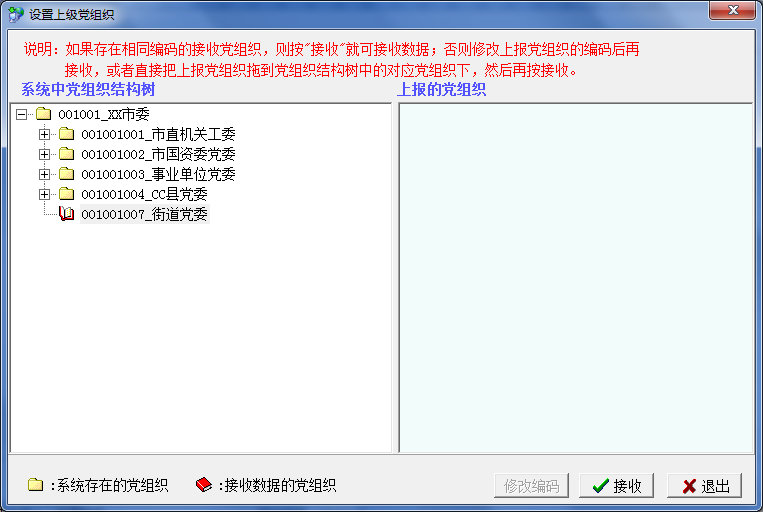 设置上级党组织
说明：如果存在相同编码的接收党组织，则按"接收"就可接收数据；否则修改上报党组织的编码后再
接收，或者直接把上报党组织拖到党组织结构树中的对应党组织下，然后再按接收。
系统中党组织结构树
上报的党组织
001001_XX市委
001001001_市直机关工委
001001002_市国资委党委
001001003_事业单位党委
001001004_CC县党委
001001007_街道党委
:系统存在的党组织
:接收数据的党组织
修改编码
接收
退出